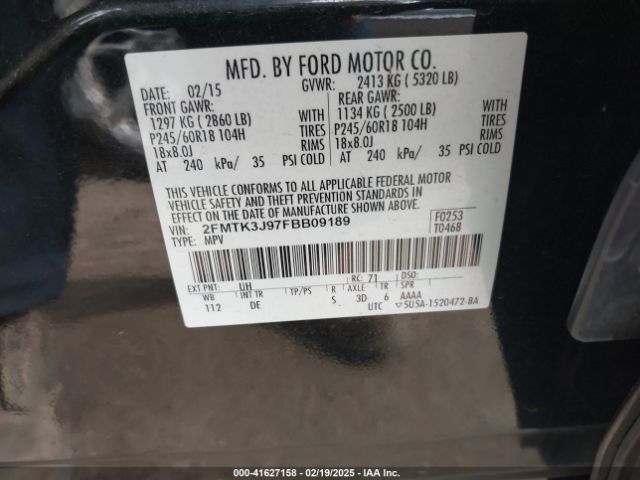 MFD. BY FORD MOTOR CO.
DATE: 02/15 GVWR: 2413 KG ( 5320 LB)
FRONT GAWR: REAR GAWR:
1297 KG ( 2860 LB) WITH 1134 KG ( 2500 LB) WITH
P245/60R18 104H TIRES P245/60R18 104H TIRES
18x8.0J RIMS 18x8.0J RIMS
AT 240 kPa/ 35 PSI COLD AT 240 kPa/ 35 PSI COLD
THIS VEHICLE CONFORMS TO ALL APPLICABLE FEDERAL MOTOR
VEHICLE SAFETY AND THEFT PREVENTION STANDARDS IN
EFFECT ON THE DATE OF MANUFACTURE SHOWN ABOVE.
VIN: 2FMTK3J97FBB09189 F0253
TYPE: MPV T0468
EXT PNT: UH RC: 71 DSO:
WB INT TR TP/PS R AXLE TR SPR
112 DE S 3D 6 AAAA
UTC ▽5U5A-1520472-BA
000-41627158 - 02/19/2025 - IAA Inc.